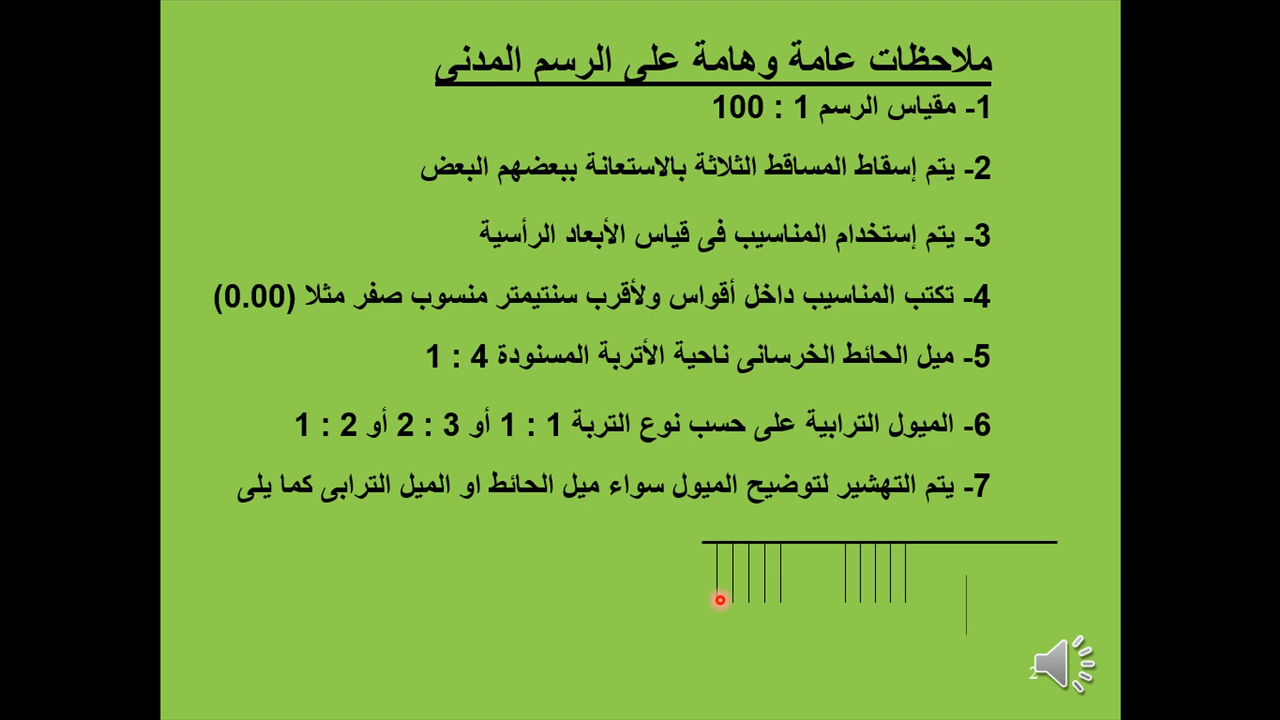 ملاحظات عامة وهامة على الرسم المدنى
1- مقياس الرسم 1 : 100
2- يتم إسقاط المساقط الثلاثة بالاستعانة ببعضهم البعض
3- يتم إستخدام المناسيب فى قياس الأبعاد الرأسية
4- تكتب المناسيب داخل أقواس ولأقرب سنتيمتر منسوب صفر مثلا (0.00)
5- ميل الحائط الخرسانى ناحية الأتربة المسنودة 4 : 1
6- الميول الترابية على حسب نوع التربة 1 : 1 أو 3 : 2 أو 2 : 1
7- يتم التهشير لتوضيح الميول سواء ميل الحائط او الميل الترابى كما يلى
2